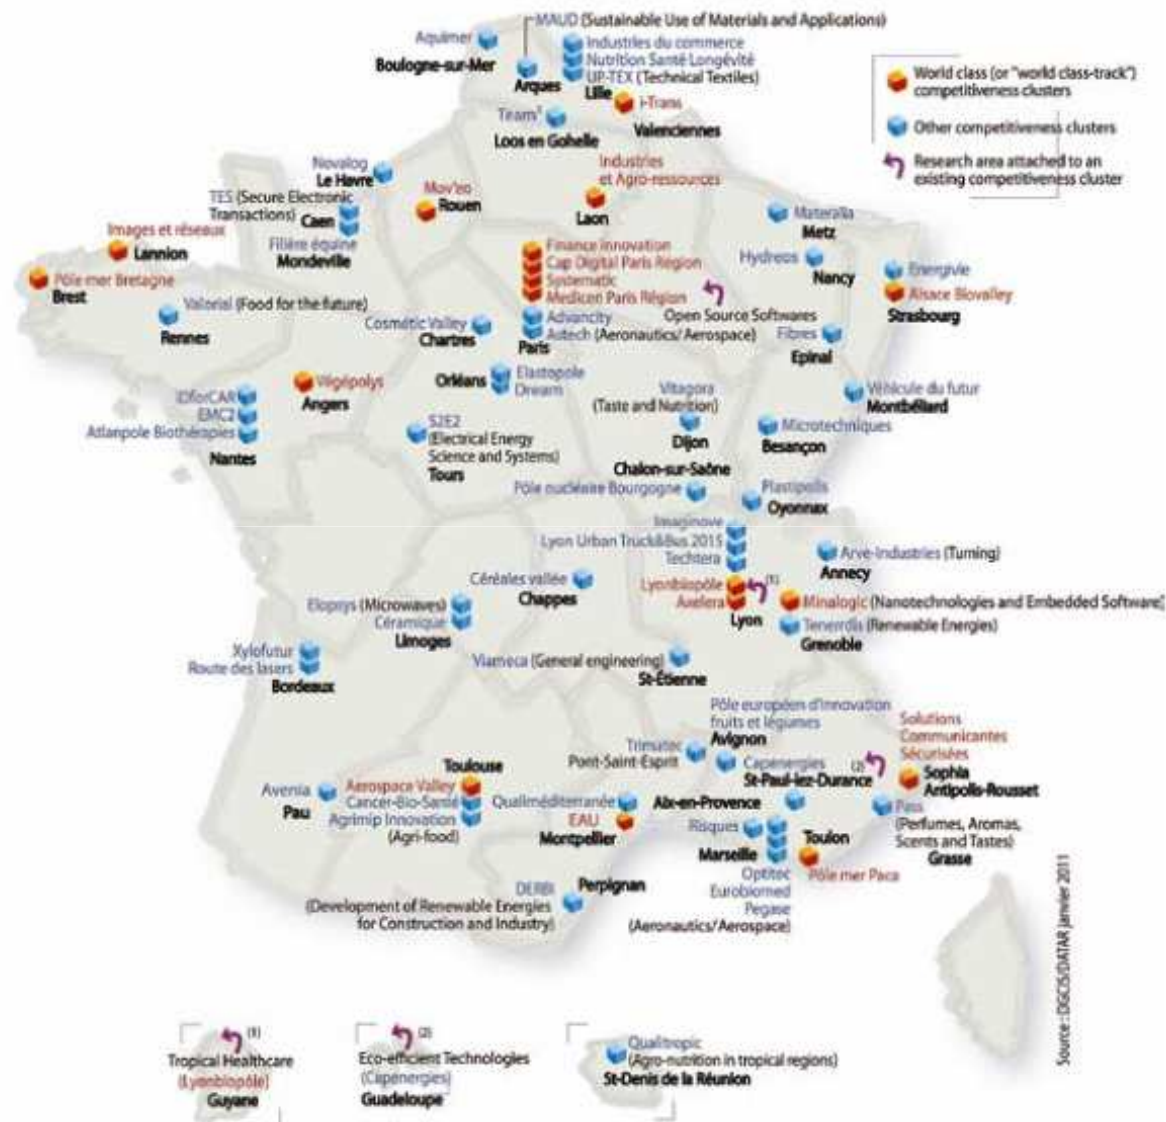 MAUD (Sustainable Use of Materials and Applications)
Aquimer
Boulogne-sur-Mer
Arques
Industries du commerce
Nutrition Santé Longévité
UP-TEX (Technical Textiles)
Lille
i-Trans
Valenciennes
Team²
Loos en Gohelle
World class (or "world class-track")
competitiveness clusters
Other competitiveness clusters
Research area attached to an
existing competitiveness cluster
Novalog
Le Havre
TES (Secure Electronic
Transactions)
Caen
Filière équine
Mondeville
Mov'eo
Rouen
Industries
et Agro-ressources
Laon
Images et réseaux
Lannion
Pôle mer Bretagne
Brest
Valorial (Food for the future)
Rennes
Finance innovation
Cap Digital Paris Région
Systematic
Medicen Paris Région
Advancity
Astech (Aeronautics/Aerospace)
Paris
Open Source Softwares
Materalia
Metz
Hydreos
Nancy
Energivie
Alsace Biovalley
Strasbourg
Fibres
Epinal
Cosmétic Valley
Chartres
Orléans
Elastopole
Dream
Végépolys
Angers
iDforCAR
EMC2
Atlanpole Biothérapies
Nantes
S2E2
(Electrical Energy
Science and Systems)
Tours
Vitagora
(Taste and Nutrition)
Dijon
Véhicule du futur
Montbéliard
Microtechniques
Besançon
Chalon-sur-Saône
Pôle nucléaire Bourgogne
Plastipolis
Oyonnax
Imaginove
Lyon Urban Truck&Bus 2015
Techtera
Lyonbiopôle
(1)
Axelera
Lyon
Arve-Industries (Turning)
Annecy
Minalogic (Nanotechnologies and Embedded Software)
Tenerrdis (Renewable Energies)
Grenoble
Céréales vallée
Chappes
Elopsys (Microwaves)
Céramique
Limoges
Viameca (General engineering)
St-Étienne
Xylofutur
Route des lasers
Bordeaux
Pôle européen d'innovation
fruits et légumes
Avignon
Trimatec
Pont-Saint-Esprit
Capénergies
(2)
St-Paul-lez-Durance
Solutions
Communicantes
Sécurisées
Sophia
Antipolis-Rousset
Avenia
Pau
Toulouse
Aerospace Valley
Cancer-Bio-Santé
Agrimip Innovation
(Agri-food)
Qualiméditerranée
EAU
Montpellier
Aix-en-Provence
Risques
Marseille
Optitec
Eurobiomed
Pegase
(Aeronautics/Aerospace)
Toulon
Pôle mer Paca
Pass
(Perfumes, Aromas,
Scents and Tastes)
Grasse
DERBI
Perpignan
(Development of Renewable Energies
for Construction and Industry)
Source : DGCIS/DATAR janvier 2011
(1)
Tropical Healthcare
(Lyonbiopôle)
Guyane
(2)
Eco-efficient Technologies
(Capénergies)
Guadeloupe
Qualitropic
(Agro-nutrition in tropical regions)
St-Denis de la Réunion